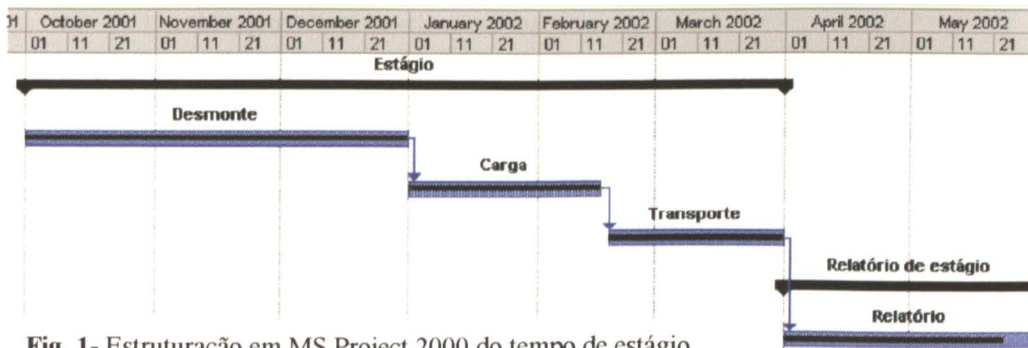 01 October 2001 November 2001 December 2001 January 2002 February 2002 March 2002 April 2002 May 2002
01 11 21 01 11 21 01 11 21 01 11 21 01 11 21 01 11 21 01 11 21 01 11 21
Estágio
Desmonte
Carga
Transporte
Relatório de estágio
Relatório
Fig. 1- Estruturação em MS Project 2000 do tempo de estágio